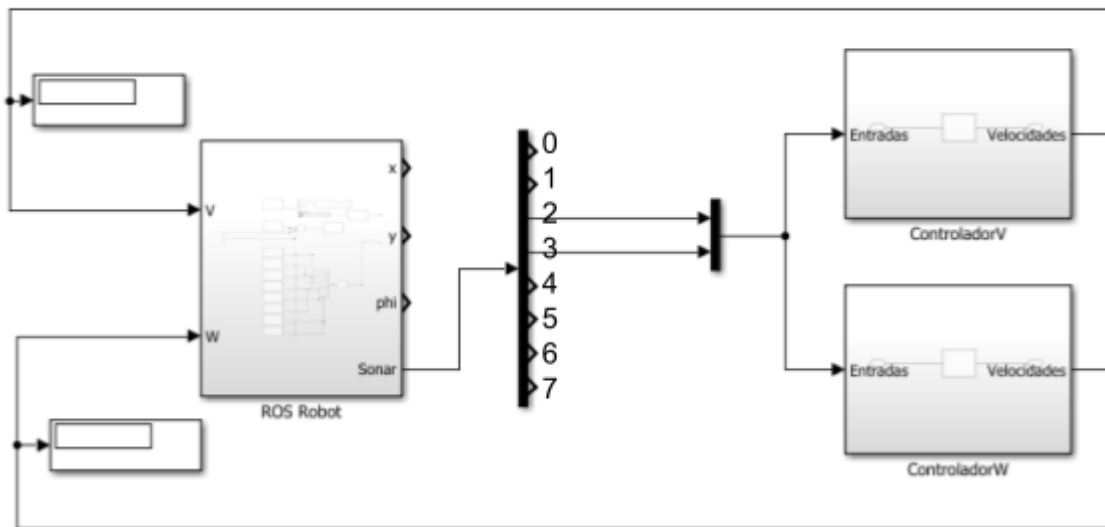 V
W
x
y
phi
Sonar
ROS Robot
0
1
2
3
4
5
6
7
Entradas
Velocidades
ControladorV
Entradas
Velocidades
ControladorW